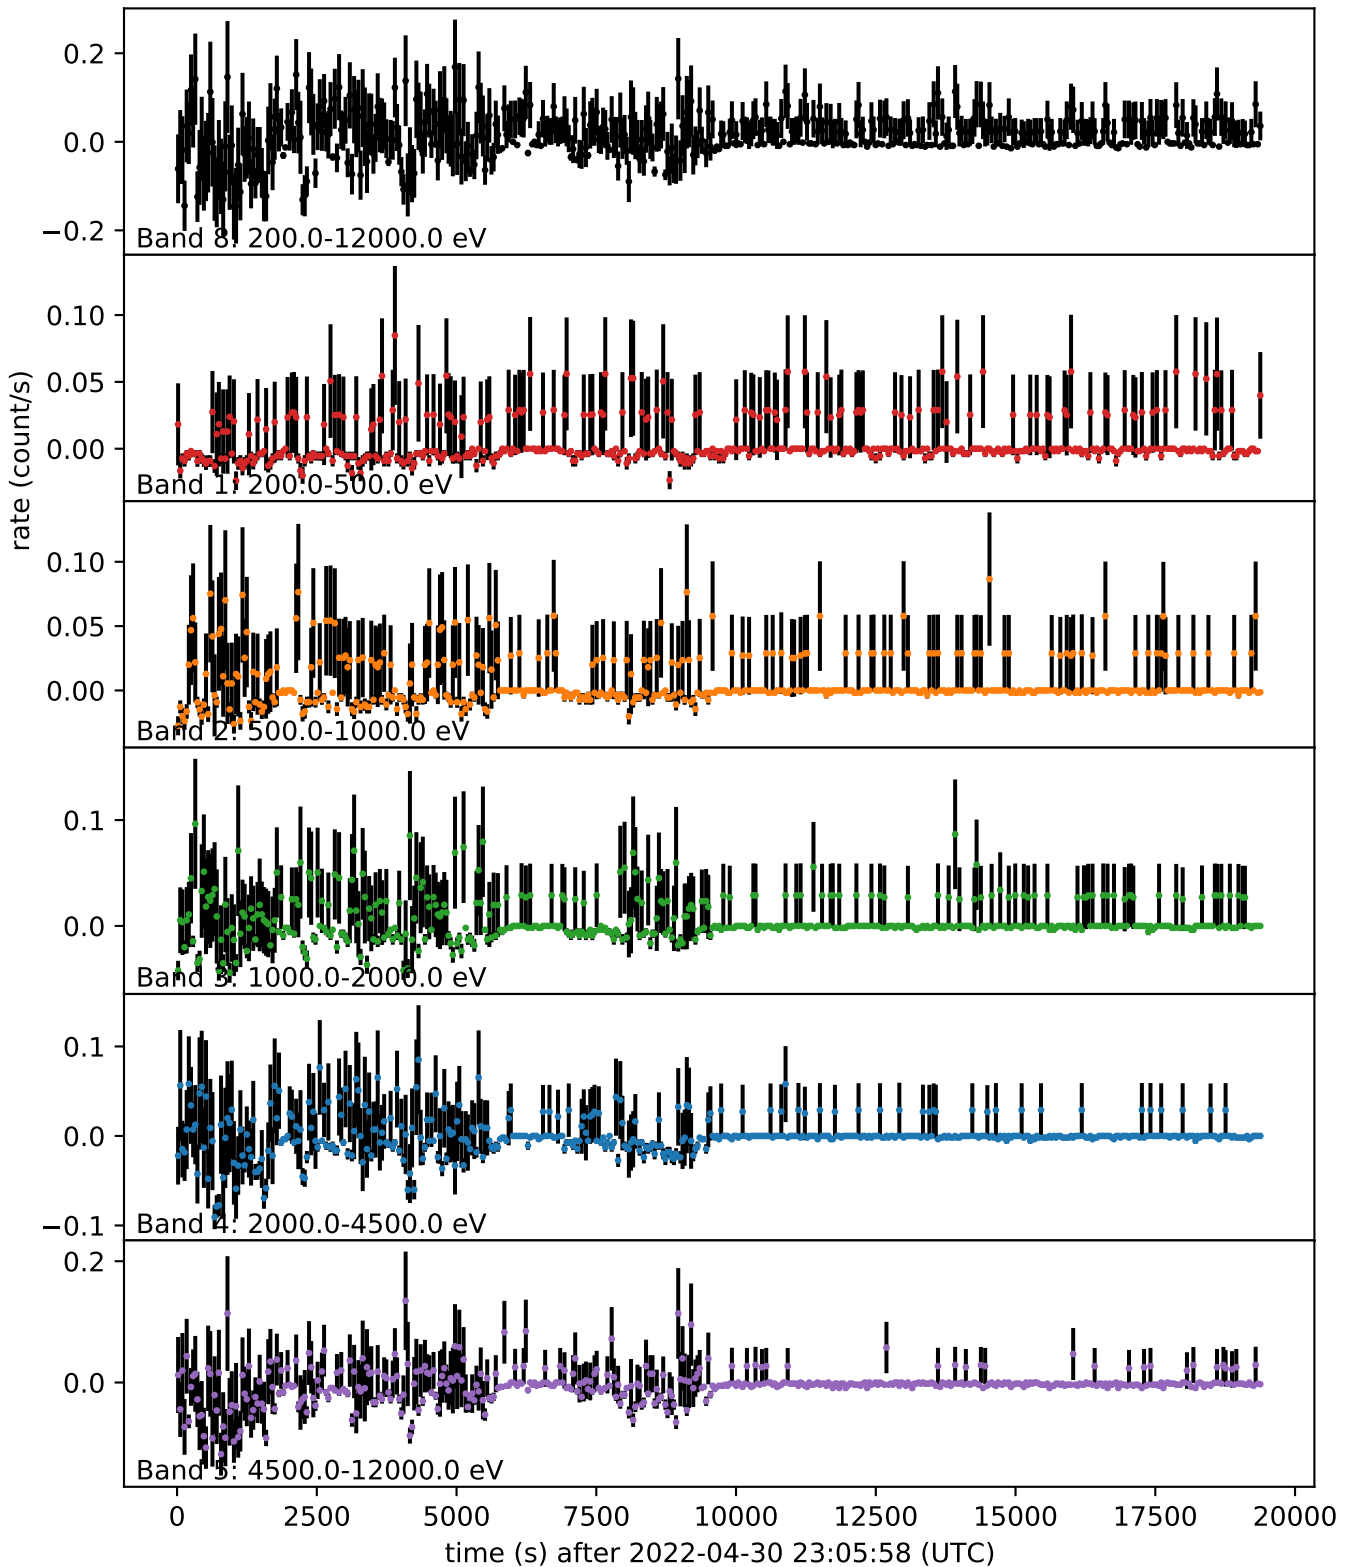 0.2
0.0
−0.2
Band 8: 200.0-12000.0 eV
0.10
0.05
0.00
Band 1: 200.0-500.0 eV
rate (count/s)
0.10
0.05
0.00
Band 2: 500.0-1000.0 eV
0.1
0.0
Band 3: 1000.0-2000.0 eV
0.1
0.0
−0.1
Band 4: 2000.0-4500.0 eV
0.2
0.0
Band 5: 4500.0-12000.0 eV
0 2500 5000 7500 10000 12500 15000 17500 20000
time (s) after 2022-04-30 23:05:58 (UTC)